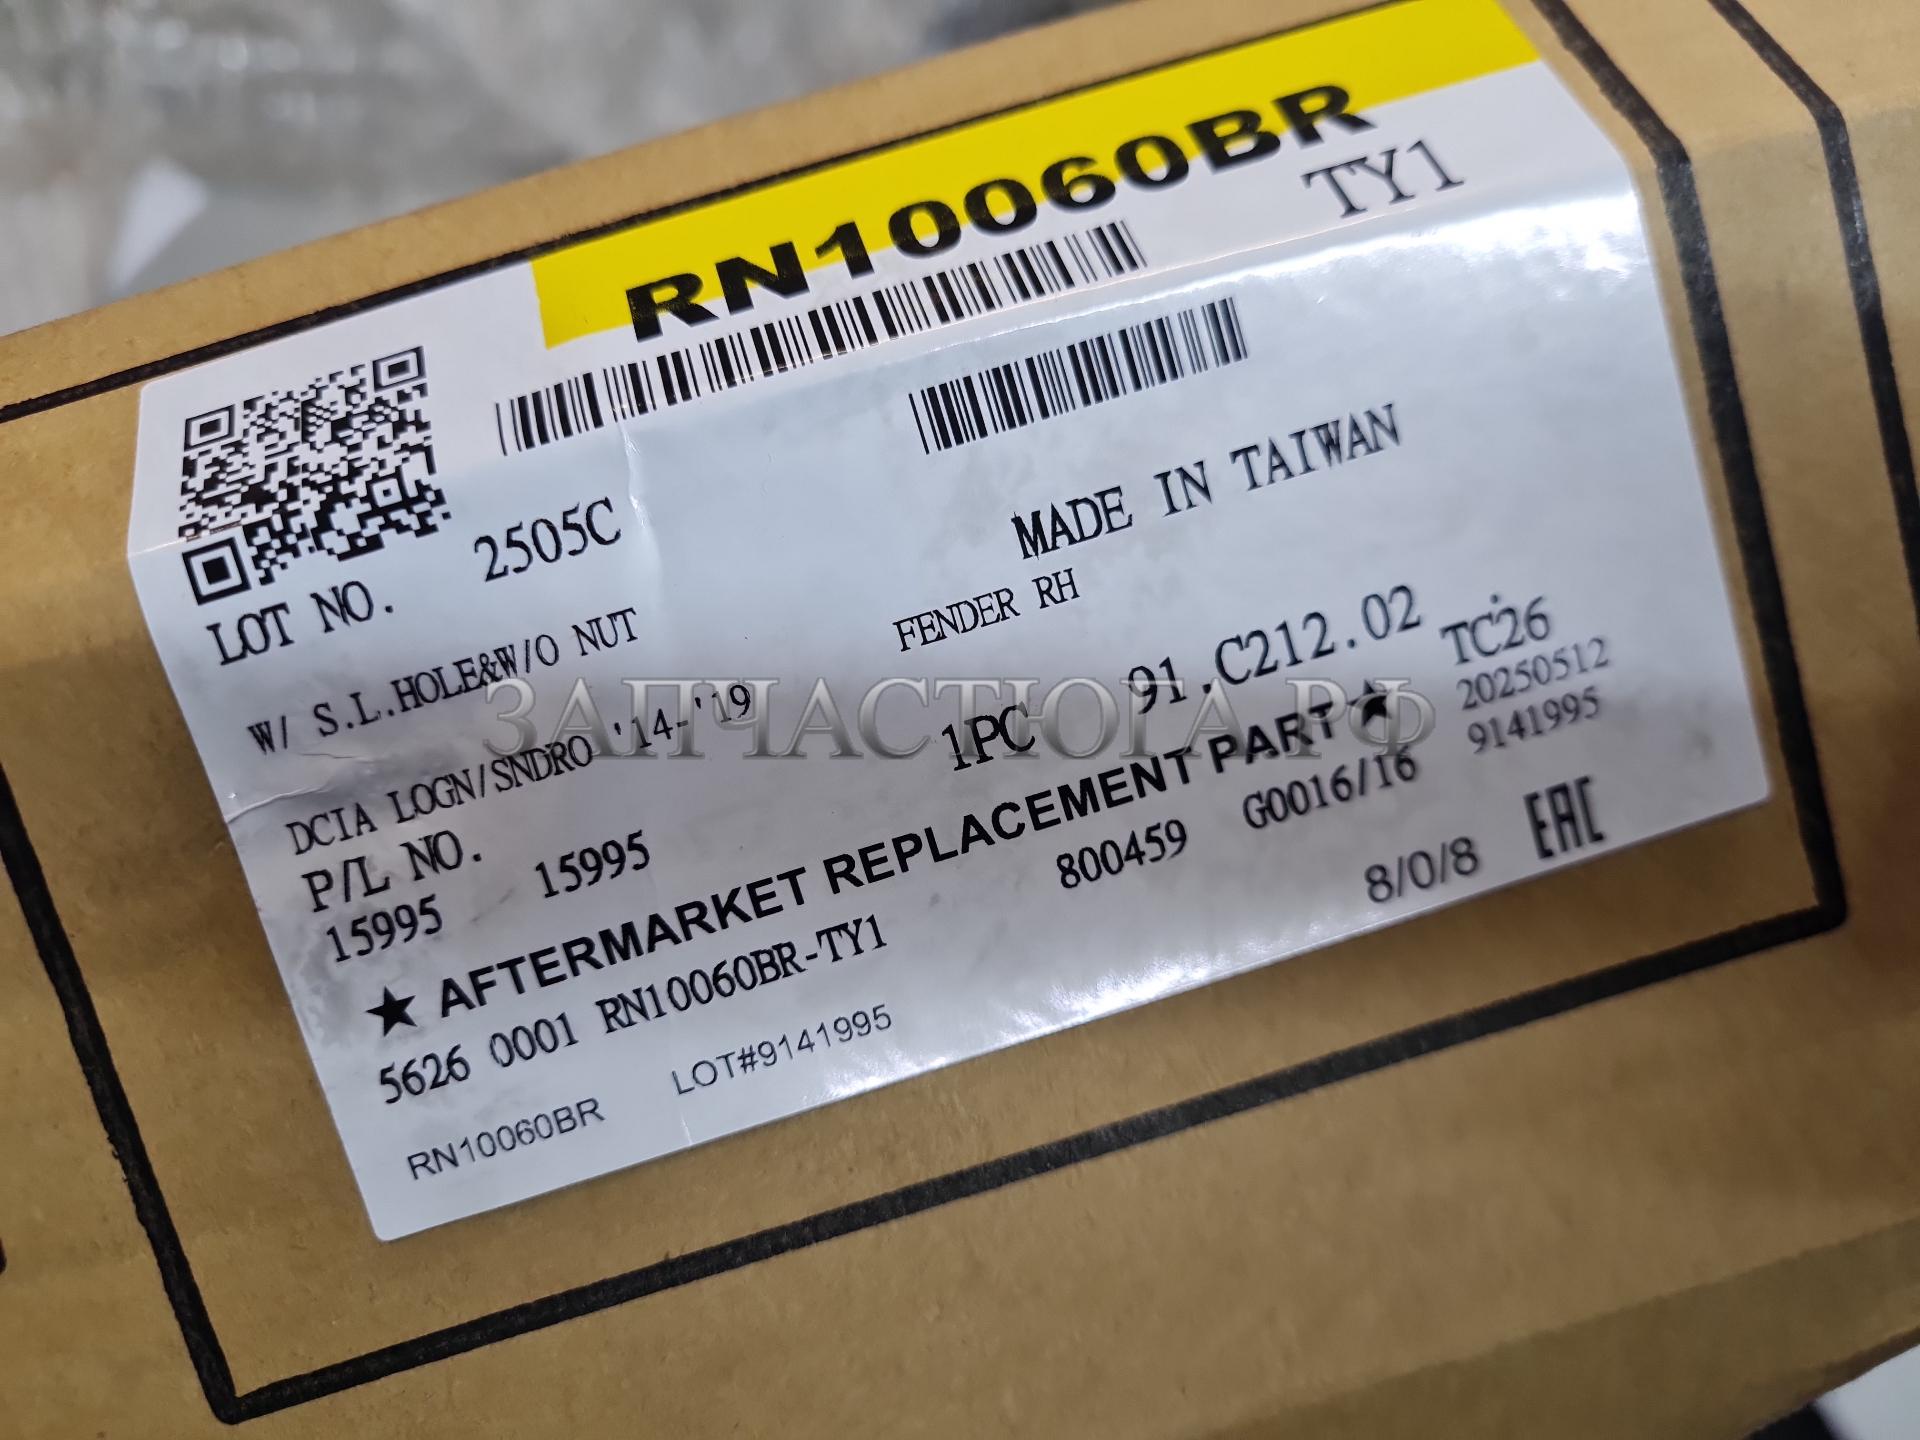 RN10060BR
TY1
LOT NO. 2505C
MADE IN TAIWAN
W/ S.L.HOLE&W/O NUT
FENDER RH
DCIA LOGN/SNDRO '14-'19
1PC
91.C212.02
TC26
P/L NO.
20250512
15995 15995
9141995
★ AFTERMARKET REPLACEMENT PART ★
5626 0001 RN10060BR-TY1
800459 G0016/16
8/0/8
EAC
RN10060BR LOT#9141995
ЗАПЧАСТЮГА.РФ